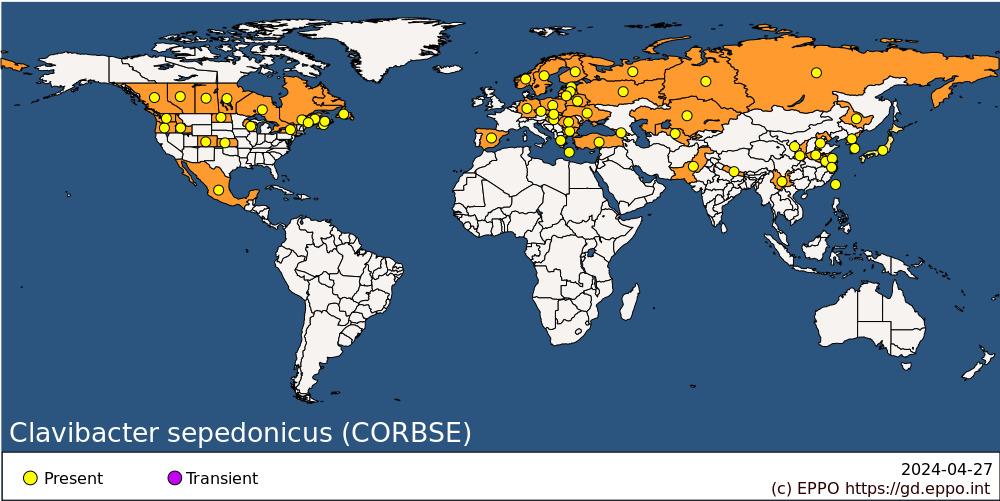 Clavibacter sepedonicus (CORBSE)
Present
Transient
2024-04-27
(c) EPPO https://gd.eppo.int